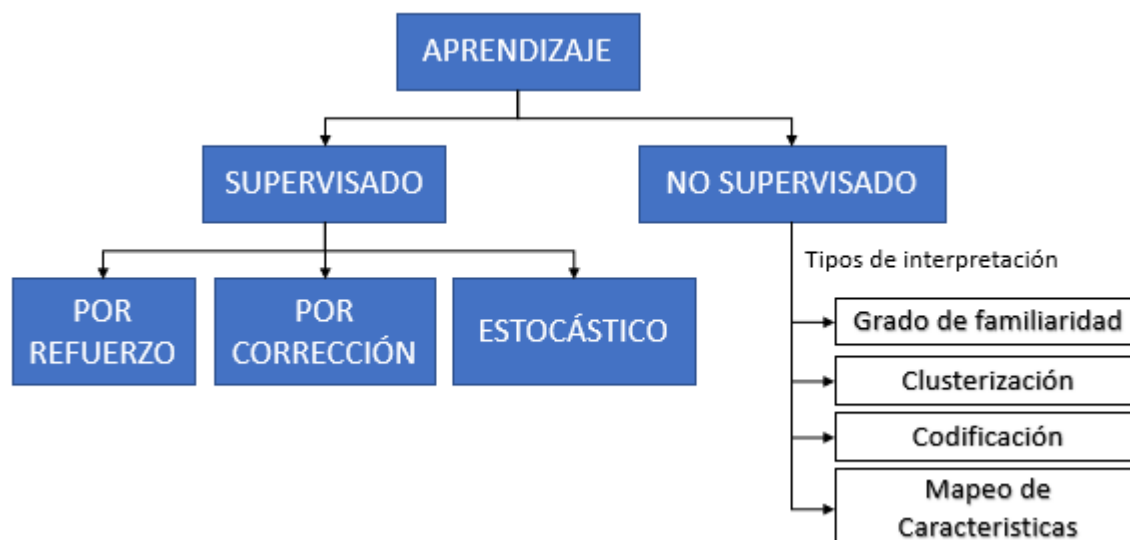 APRENDIZAJE
SUPERVISADO
NO SUPERVISADO
POR
REFUERZO
POR
CORRECCIÓN
ESTOCÁSTICO
Tipos de interpretación
Grado de familiaridad
Clusterización
Codificación
Mapeo de
Caracteristicas